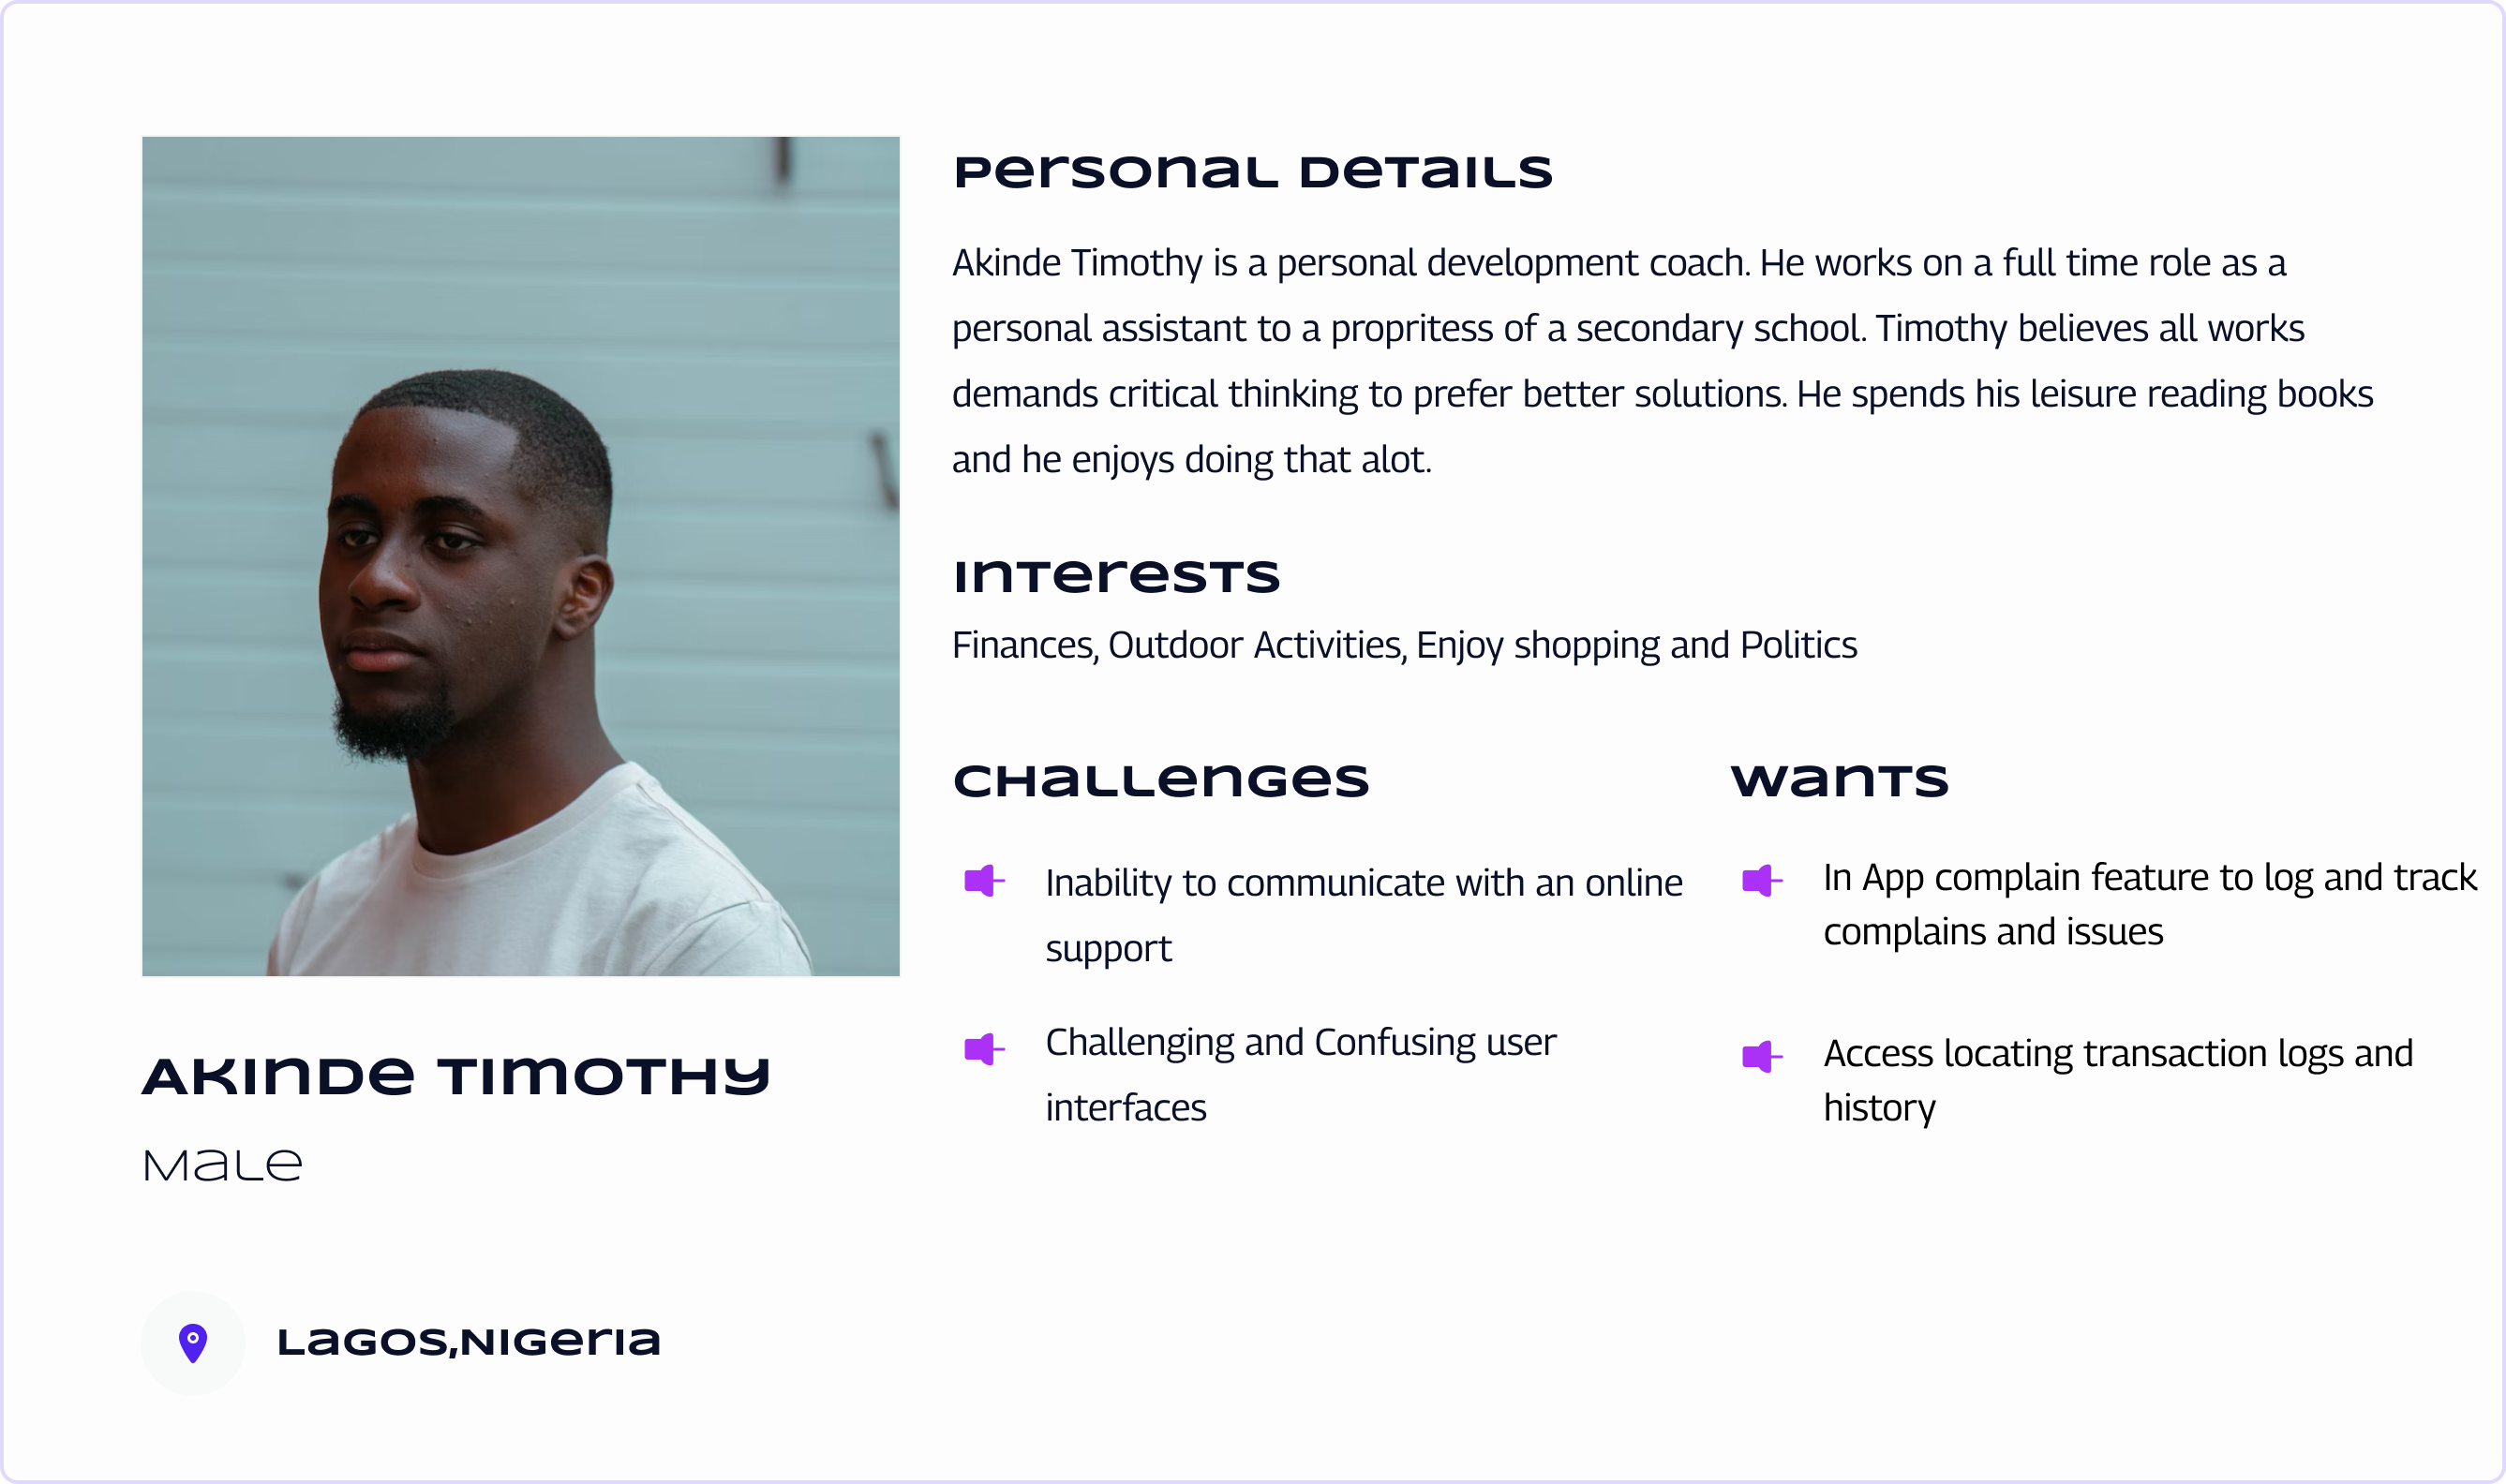 Personal Details
Akinde Timothy is a personal development coach. He works on a full time role as a
personal assistant to a propritess of a secondary school. Timothy believes all works
demands critical thinking to prefer better solutions. He spends his leisure reading books
and he enjoys doing that alot.
Interests
Finances, Outdoor Activities, Enjoy shopping and Politics
Challenges
Inability to communicate with an online
support
Challenging and Confusing user
interfaces
Wants
In App complain feature to log and track
complains and issues
Access locating transaction logs and
history
Akinde Timothy
Male
Lagos,Nigeria